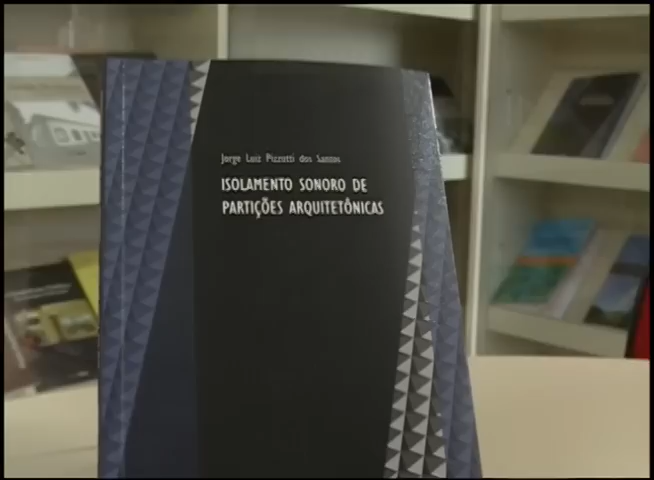 Jorge Luiz Pizzutti dos Santos
ISOLAMENTO SONORO DE
PARTIÇÕES ARQUITETÔNICAS